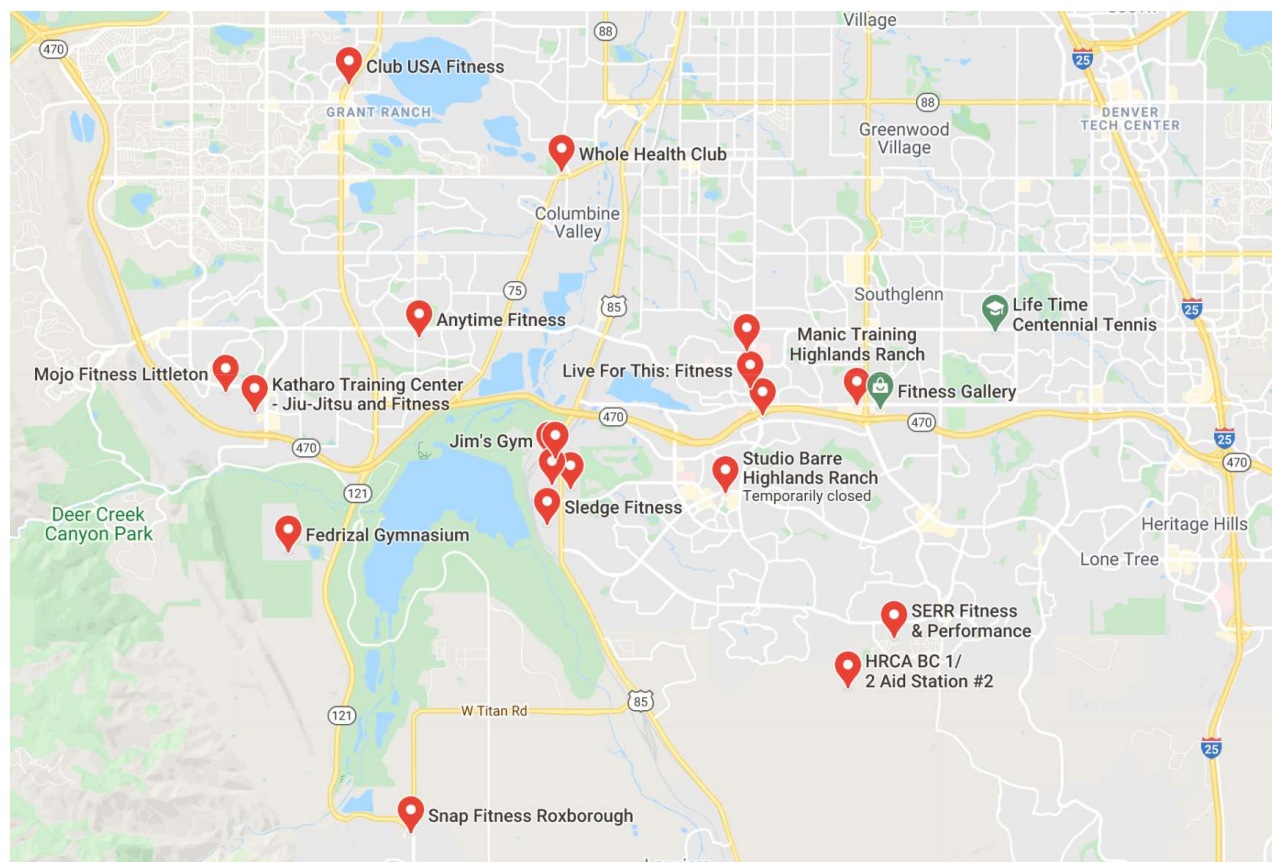 Village
470
88
25
Club USA Fitness
GRANT RANCH
88
DENVER
TECH CENTER
Greenwood
Village
Whole Health Club
Columbine
Valley
75
85
Southglenn
25
Life Time
Centennial Tennis
Anytime Fitness
Manic Training
Highlands Ranch
Mojo Fitness Littleton
Katharo Training Center
- Jiu-Jitsu and Fitness
Live For This: Fitness
Fitness Gallery
470
470
25
470
470
Jim's Gym
Studio Barre
Highlands Ranch
Temporarily closed
121
Sledge Fitness
Deer Creek
Canyon Park
Fedrizal Gymnasium
Heritage Hills
Lone Tree
SERR Fitness
& Performance
HRCA BC 1/
2 Aid Station #2
85
W Titan Rd
121
25
Snap Fitness Roxborough